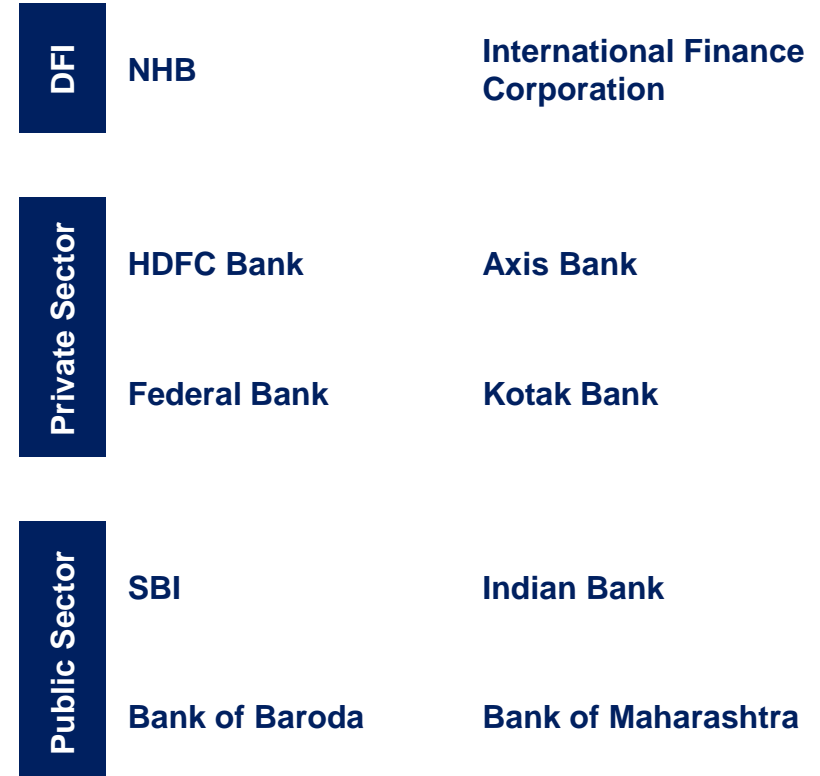 DFI
NHB
International Finance
Corporation
Private Sector
HDFC Bank
Axis Bank
Federal Bank
Kotak Bank
Public Sector
SBI
Indian Bank
Bank of Baroda
Bank of Maharashtra